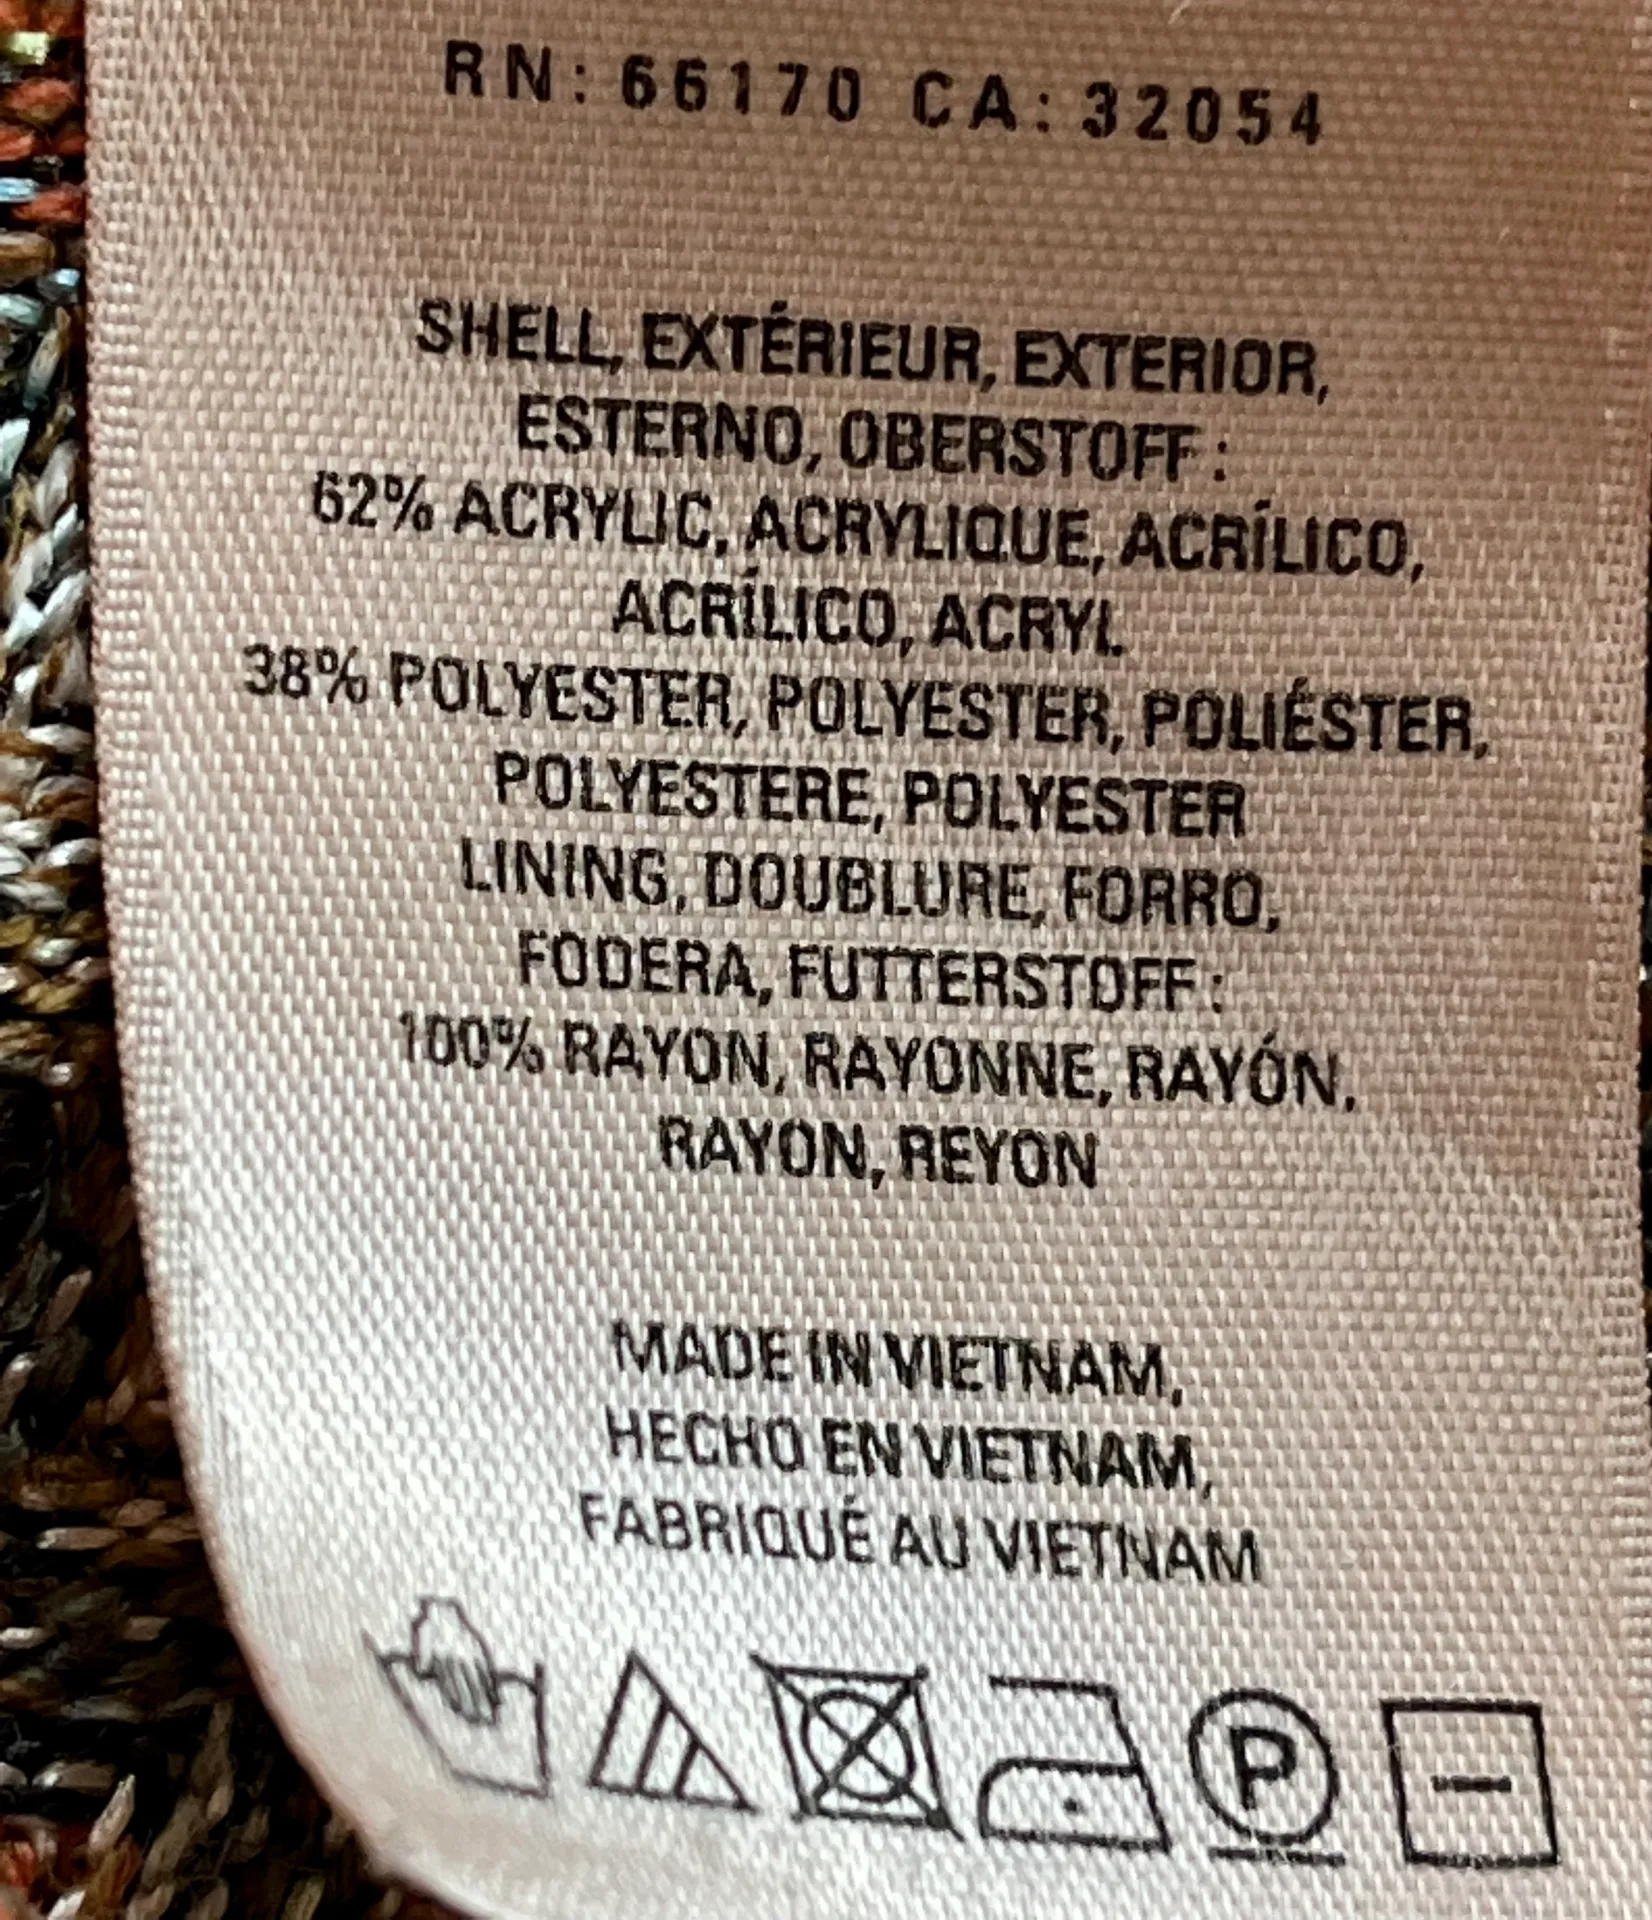 RN: 66170 CA: 32054
SHELL, EXTÉRIEUR, EXTERIOR,
ESTERNO, OBERSTOFF :
62% ACRYLIC, ACRYLIQUE, ACRÍLICO,
ACRÍLICO, ACRYL.
38% POLYESTER, POLYESTER, POLIÉSTER,
POLYESTERE, POLYESTER
LINING, DOUBLURE, FORRO,
FODERA, FUTTERSTOFF :
100% RAYON, RAYONNE, RAYÓN,
RAYON, REYON
MADE IN VIETNAM,
HECHO EN VIETNAM,
FABRIQUÉ AU VIETNAM
P